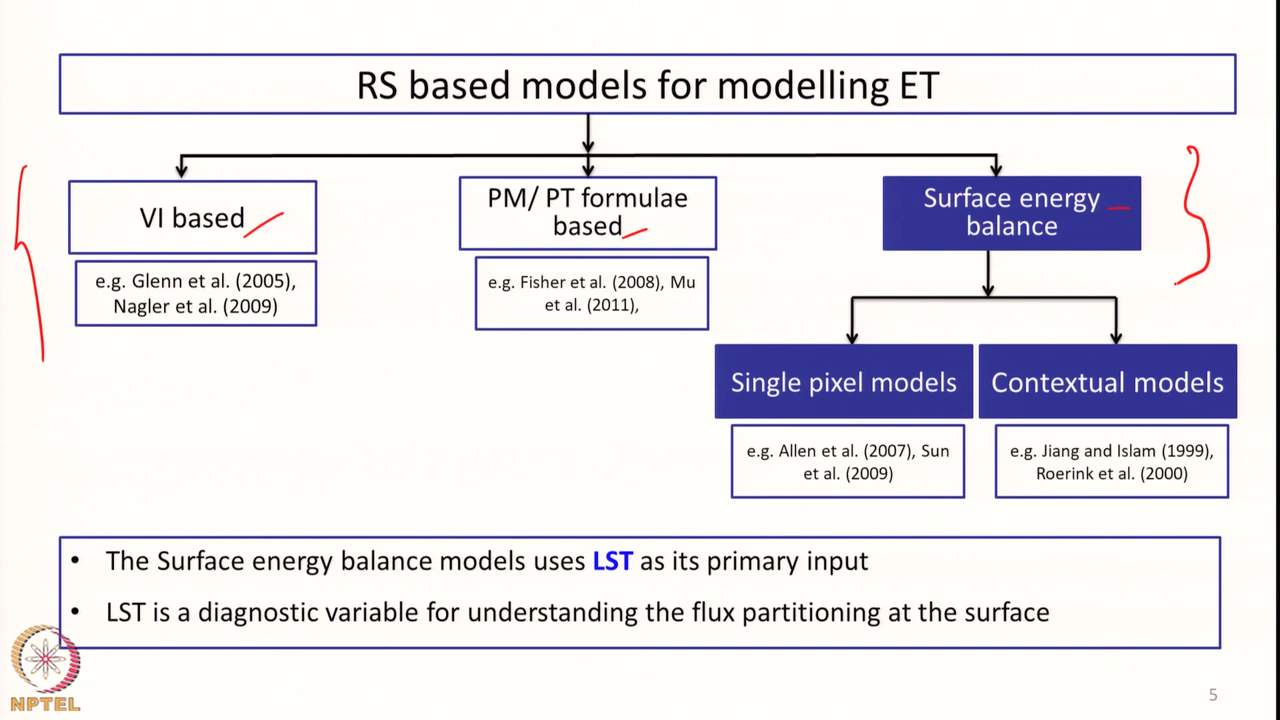 RS based models for modelling ET
VI based
e.g. Glenn et al. (2005),
Nagler et al. (2009)
PM/ PT formulae
based
e.g. Fisher et al. (2008), Mu
et al. (2011),
Surface energy
balance
Single pixel models
e.g. Allen et al. (2007), Sun
et al. (2009)
Contextual models
e.g. Jiang and Islam (1999),
Roerink et al. (2000)
• The Surface energy balance models uses LST as its primary input
• LST is a diagnostic variable for understanding the flux partitioning at the surface
NPTEL
5